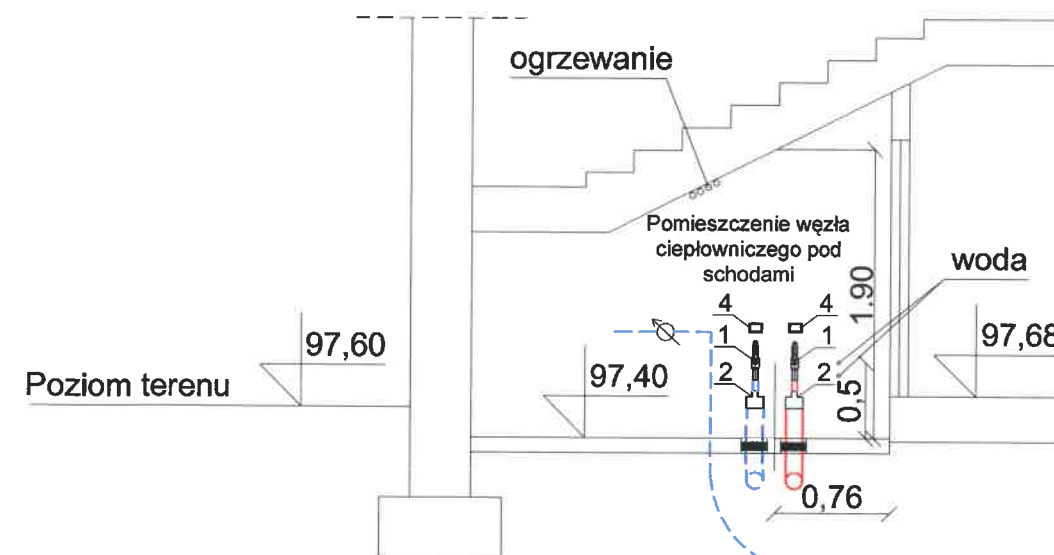 ogrzewanie
Pomieszczenie węzła
ciepłowniczego pod
schodami
woda
4
4
1
1
2
2
1.90
0,5
97,60
97,40
97,68
Poziom terenu
0,76